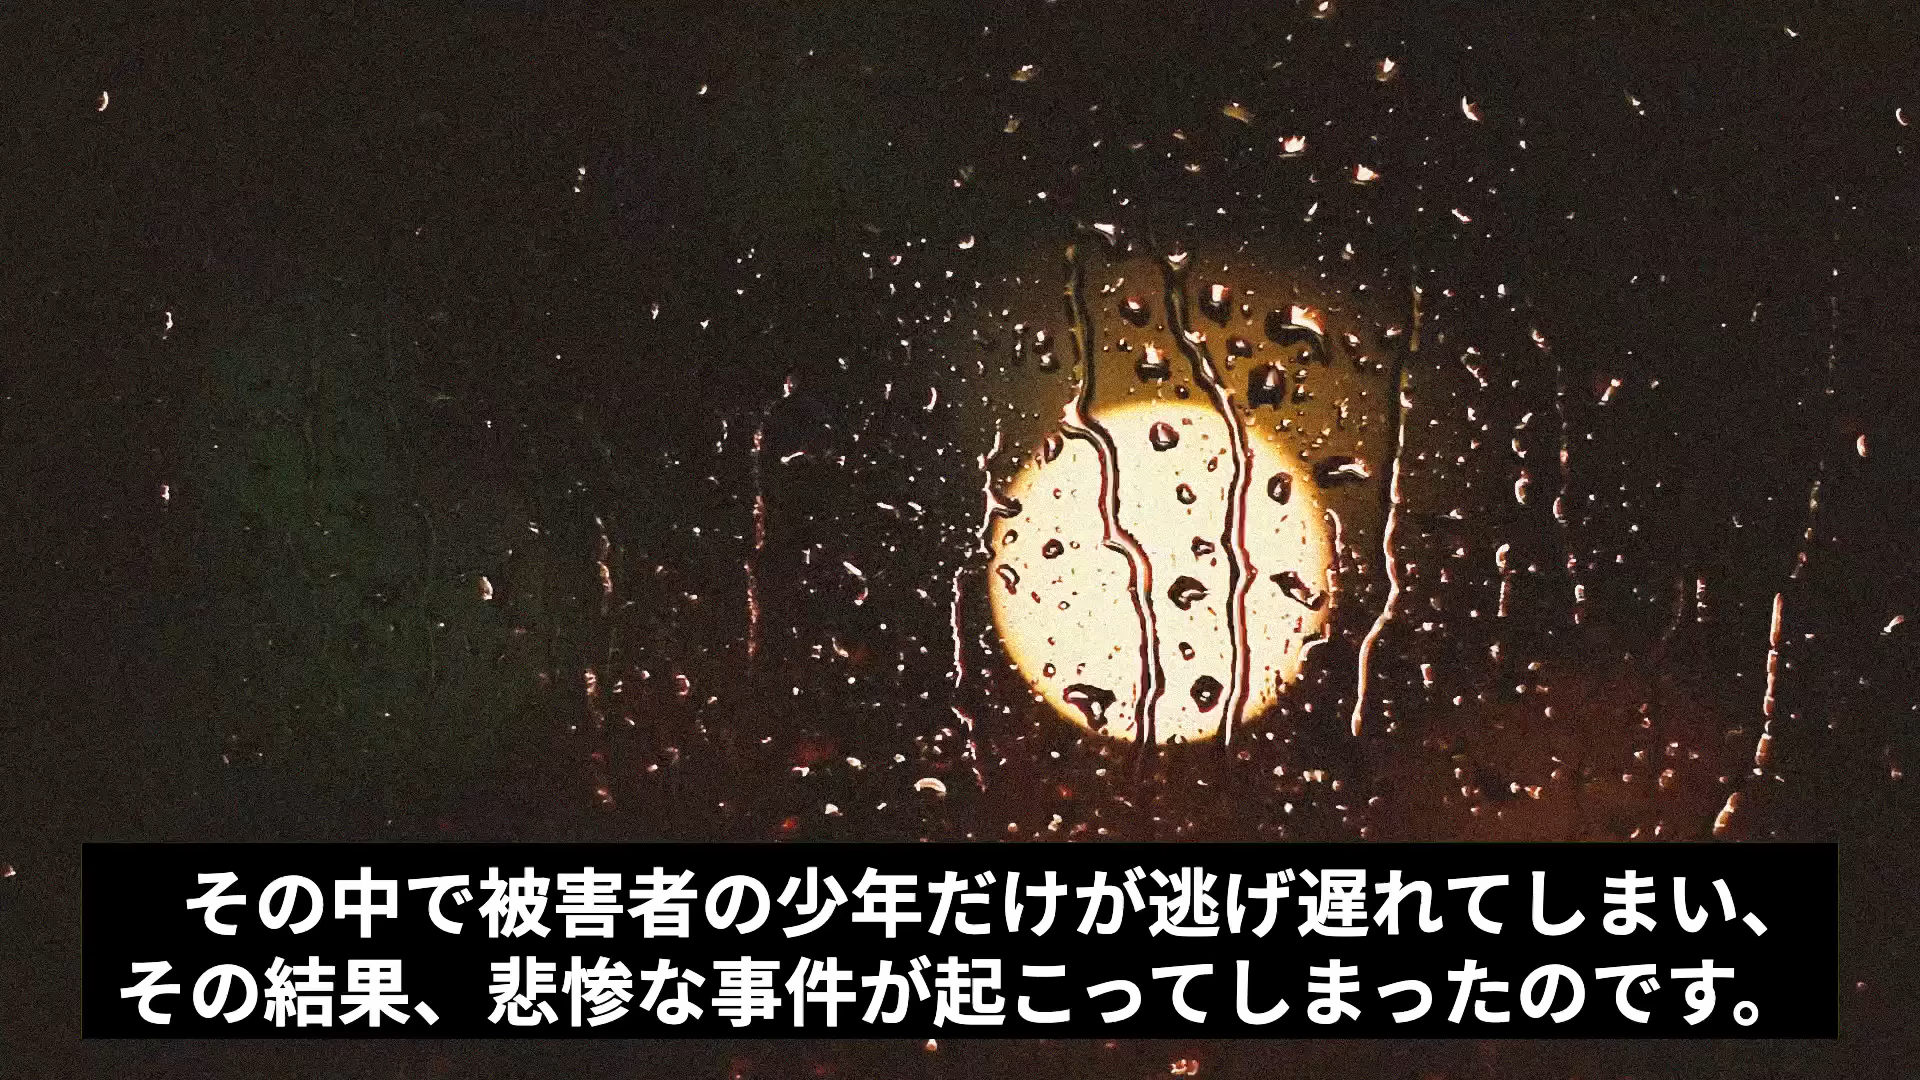 その中で被害者の少年だけが逃げ遅れてしまい、
その結果、悲惨な事件が起こってしまったのです。